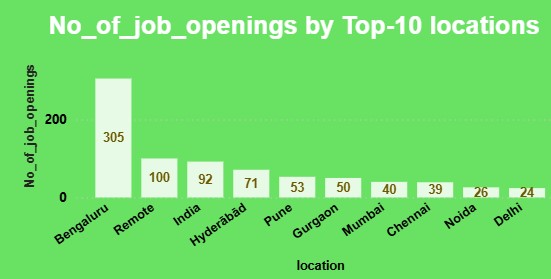 No_of_job_openings by Top-10 locations
No_of_job_openings
200
0
305
100
92
71
53
50
40
39
26
24
Bengaluru
Remote
India
Hyderābād
Pune
Gurgaon
Mumbai
Chennai
Noida
Delhi
location